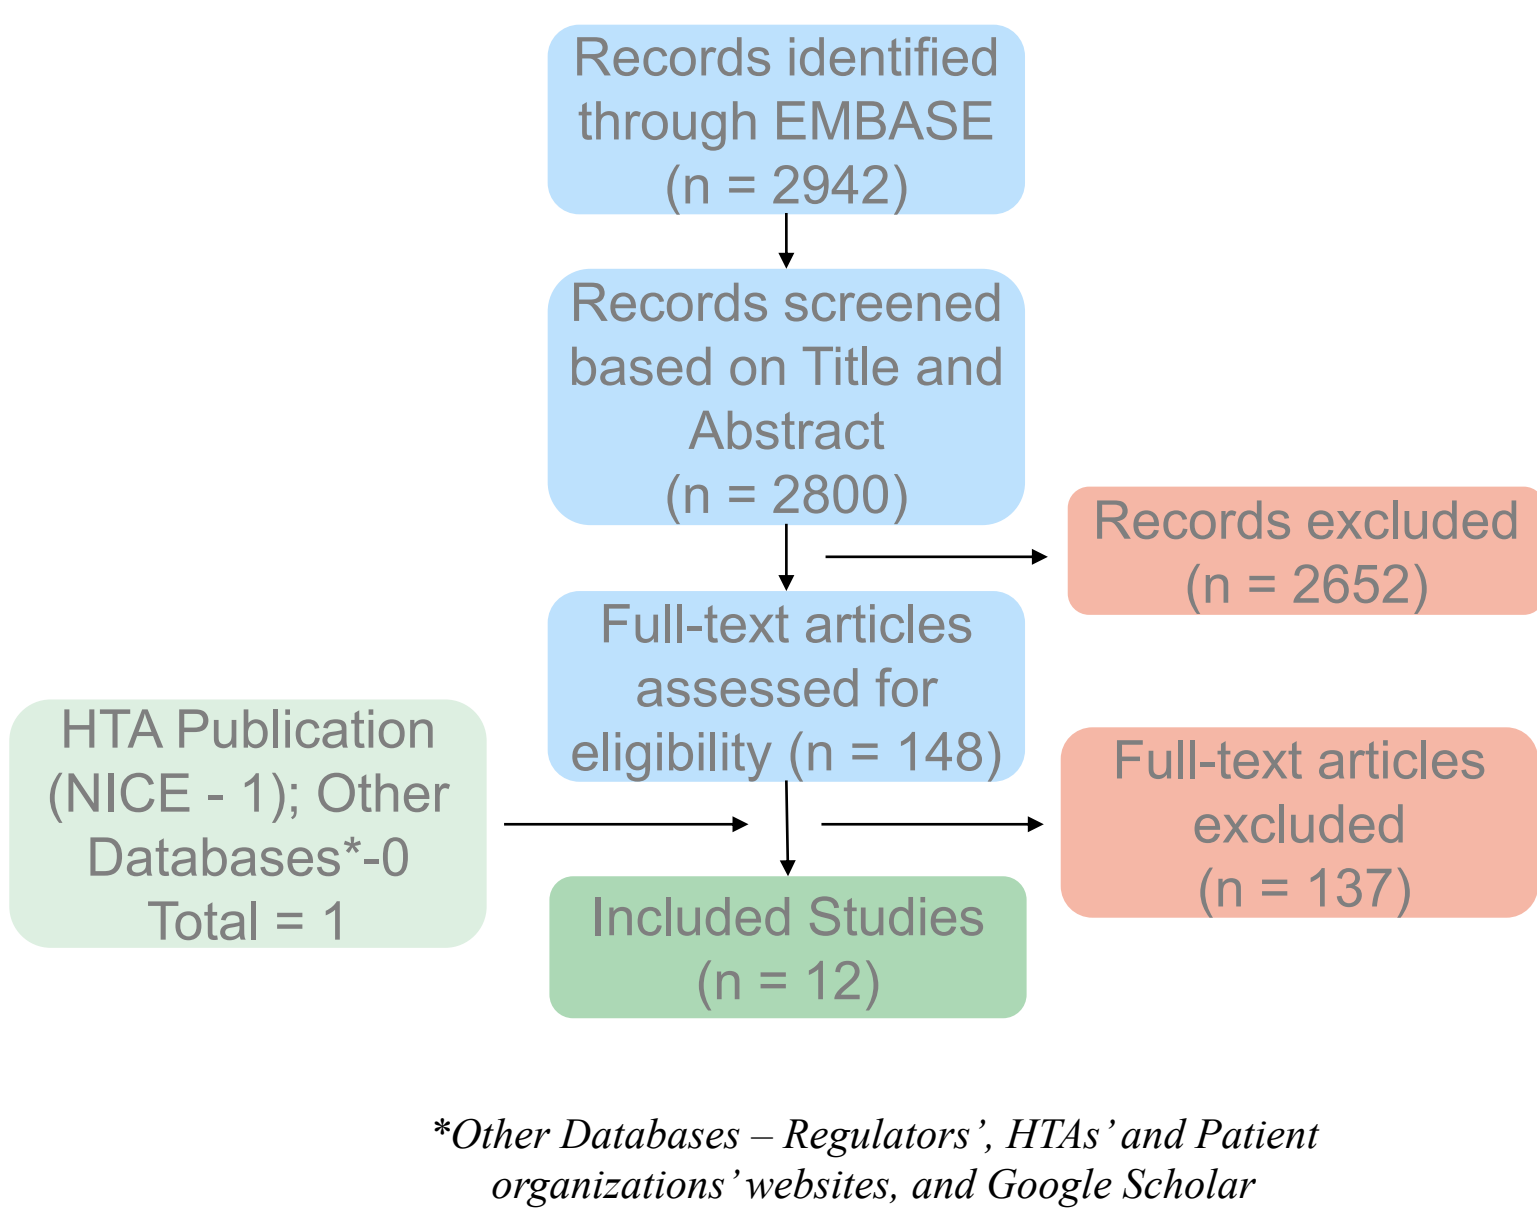 Records identified
through EMBASE
(n = 2942)
Records screened
based on Title and
Abstract
(n = 2800)
Records excluded
(n = 2652)
Full-text articles
assessed for
eligibility (n = 148)
HTA Publication
(NICE - 1); Other
Databases*-0
Total = 1
Full-text articles
excluded
(n = 137)
Included Studies
(n = 12)
*Other Databases – Regulators’, HTAs’ and Patient
organizations’ websites, and Google Scholar